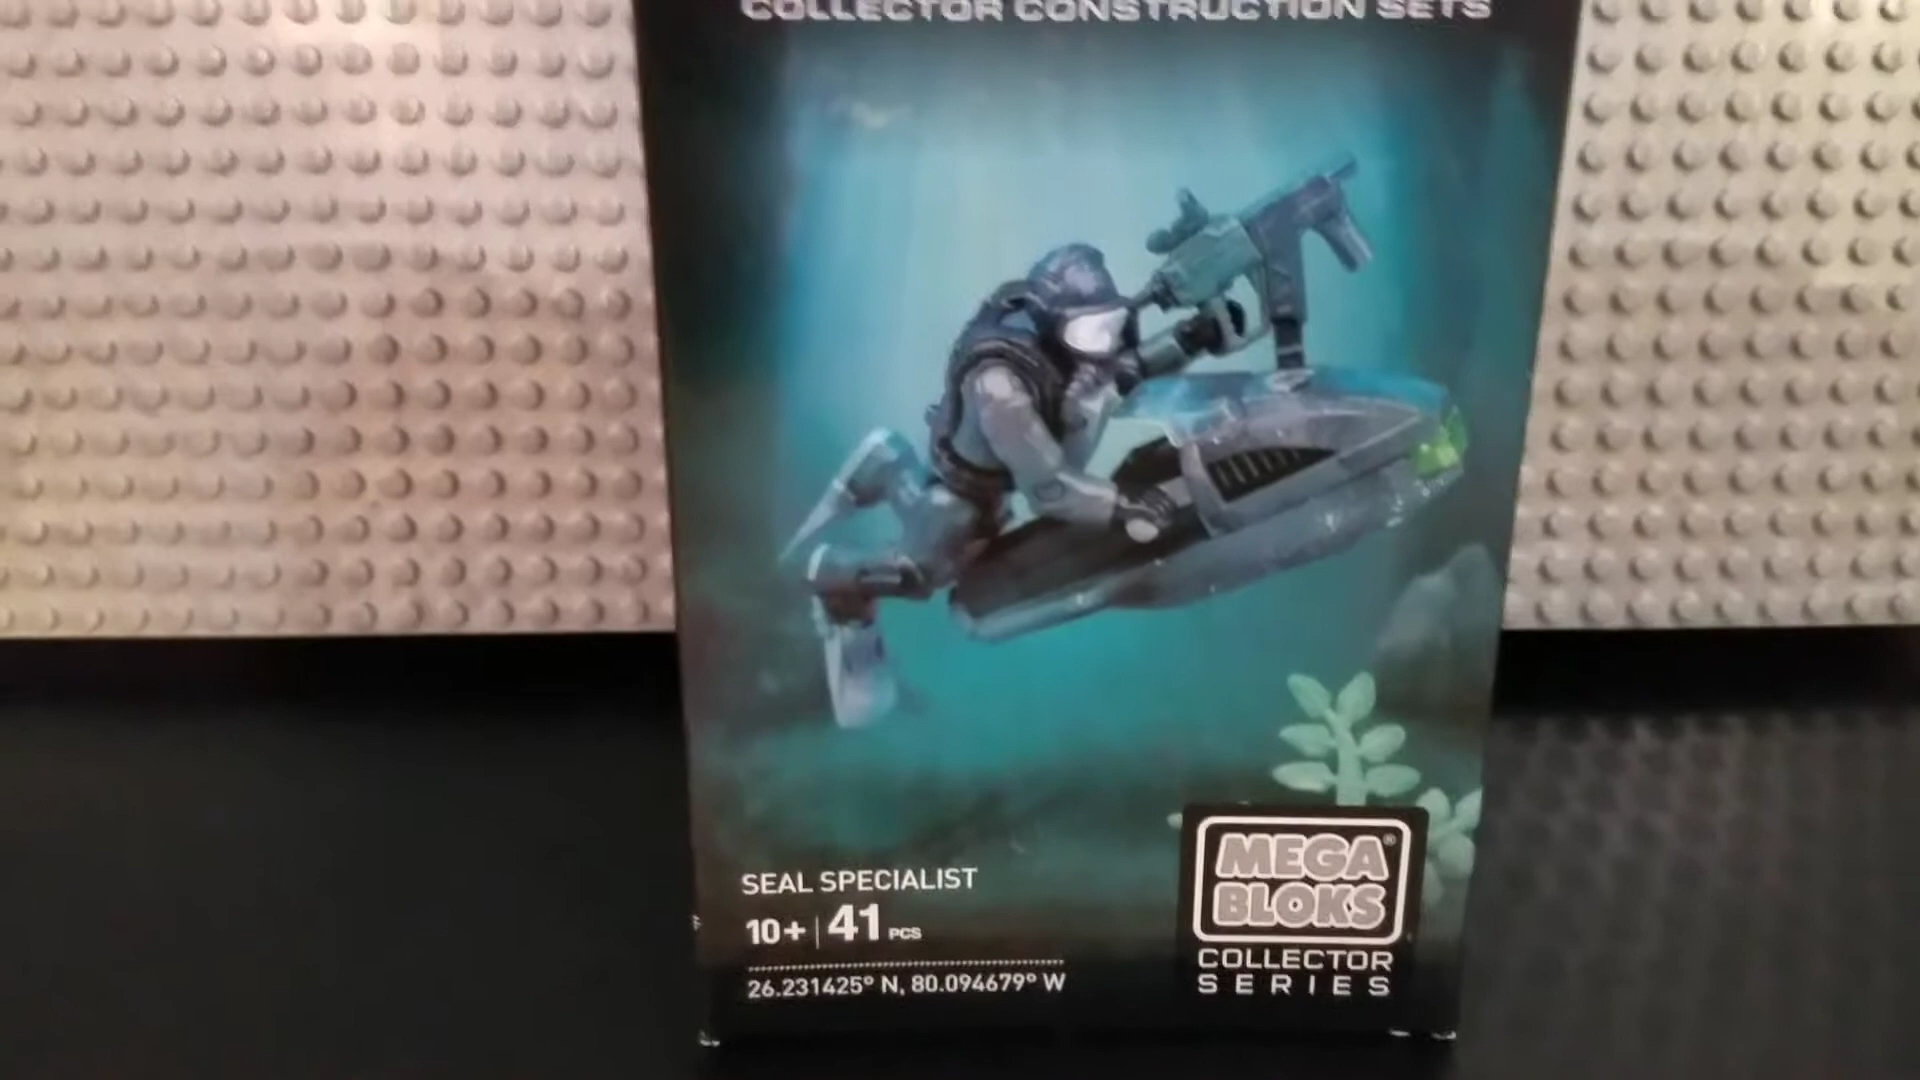 COLLECTOR CONSTRUCTION SETS
SEAL SPECIALIST
10+ | 41 PCS
26.231425° N, 80.094679° W
MEGA
BLOKS®
COLLECTOR
SERIES